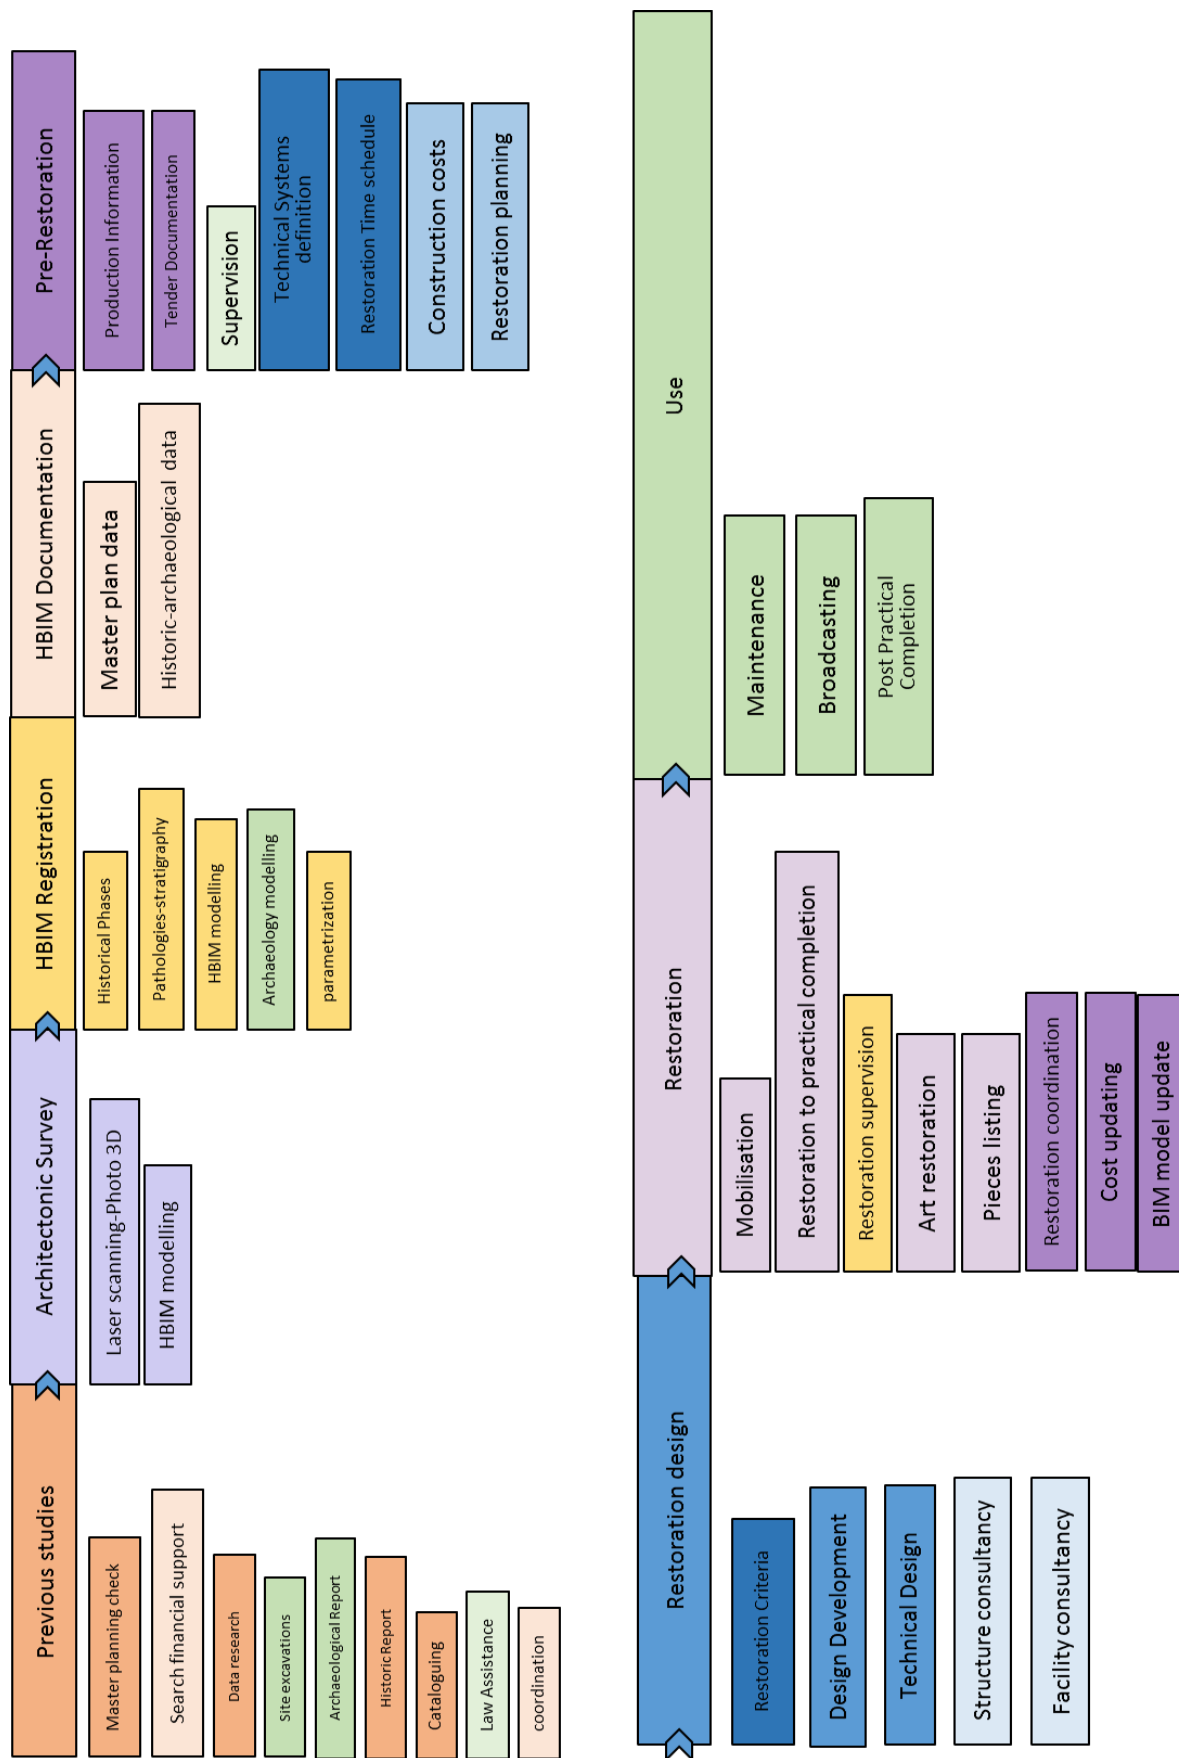 Previous studies
Master planning check
Search financial support
Data research
Site excavations
Archaeological Report
Historic Report
Cataloguing
Law Assistance
coordination
Architectonic Survey
Laser scanning-Photo 3D
HBIM modelling
HBIM Registration
Historical Phases
Pathologies-stratigraphy
HBIM modelling
Archaeology modelling
parametrization
HBIM Documentation
Master plan data
Historic-archaeological data
Pre-Restoration
Production Information
Tender Documentation
Supervision
Technical Systems
definition
Restoration Time schedule
Construction costs
Restoration planning
Restoration design
Restoration Criteria
Design Development
Technical Design
Structure consultancy
Facility consultancy
Restoration
Mobilisation
Restoration to practical completion
Restoration supervision
Art restoration
Pieces listing
Restoration coordination
Cost updating
BIM model update
Use
Maintenance
Broadcasting
Post Practical
Completion